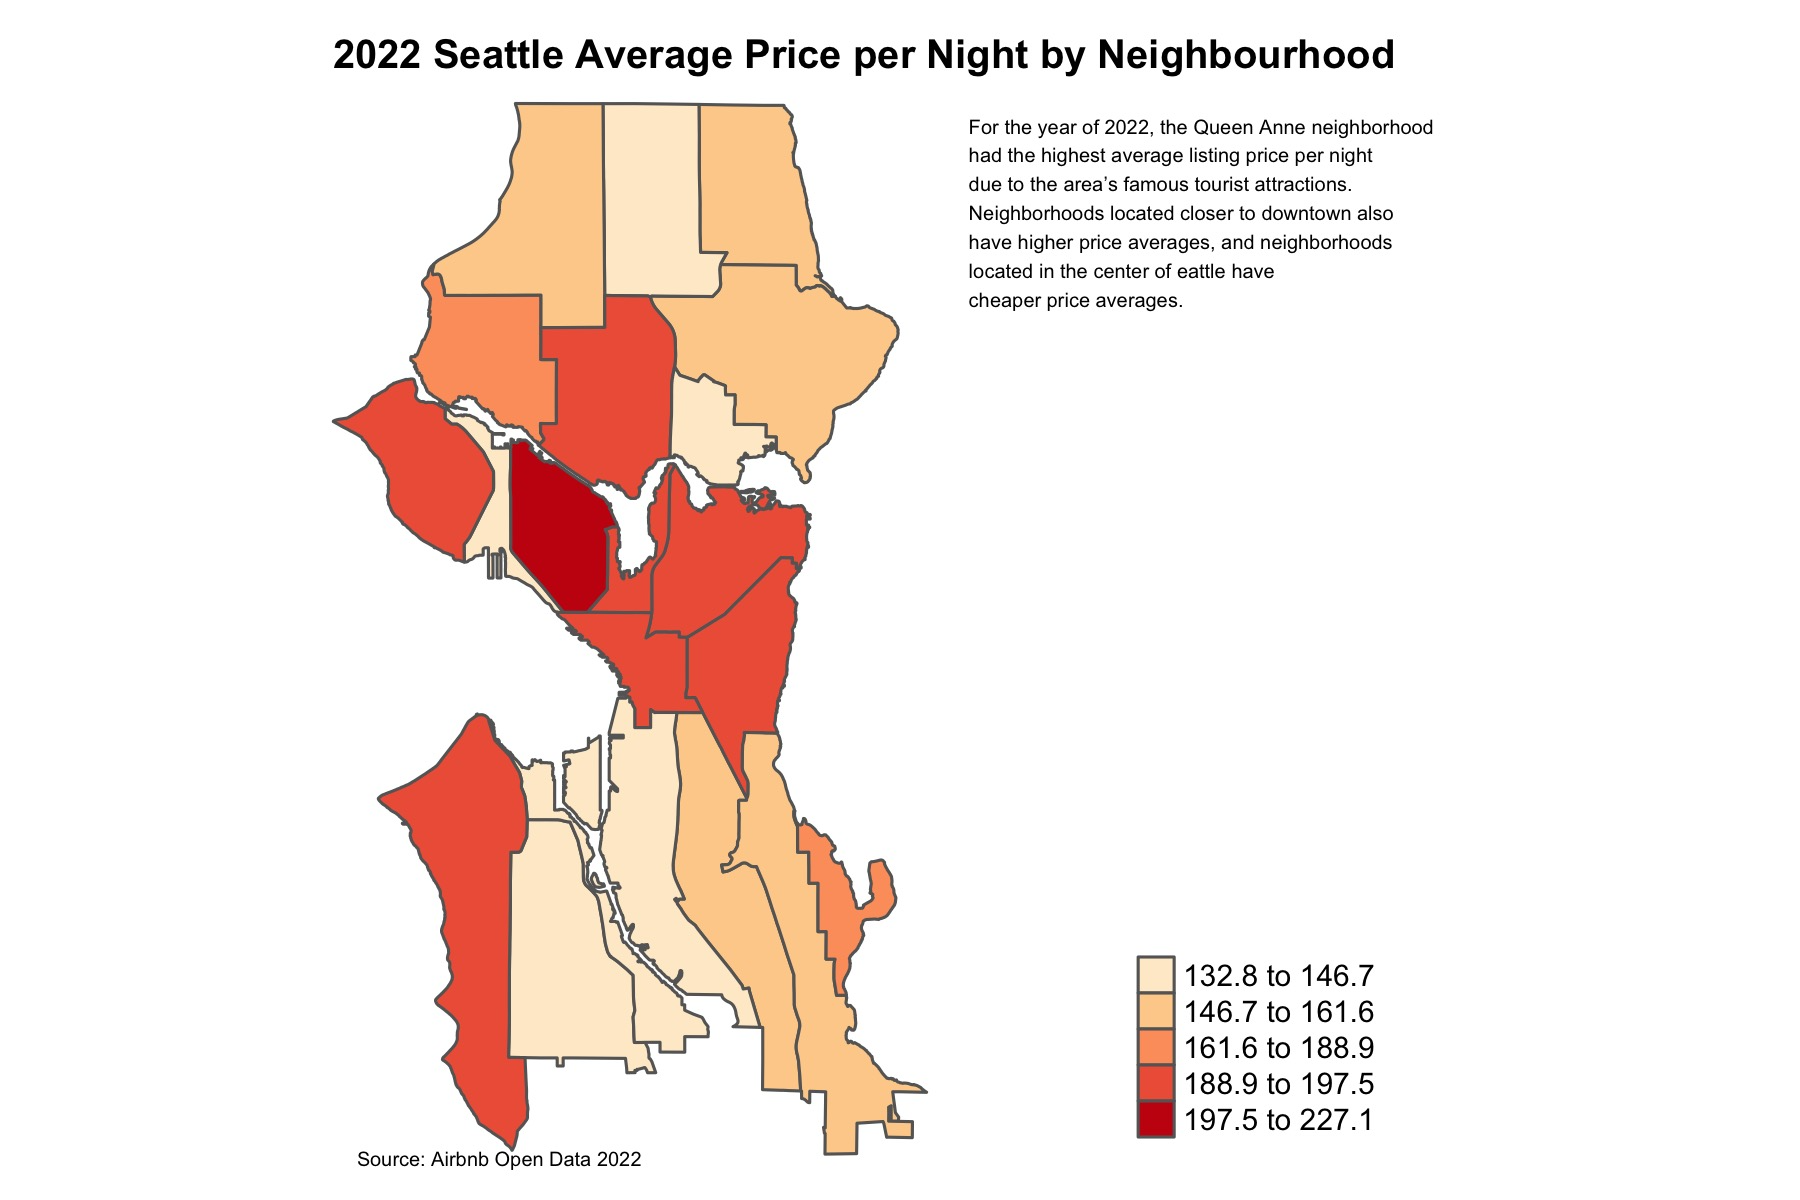 2022 Seattle Average Price per Night by Neighbourhood
For the year of 2022, the Queen Anne neighborhood
had the highest average listing price per night
due to the area’s famous tourist attractions.
Neighborhoods located closer to downtown also
have higher price averages, and neighborhoods
located in the center of eattle have
cheaper price averages.
132.8 to 146.7
146.7 to 161.6
161.6 to 188.9
188.9 to 197.5
197.5 to 227.1
Source: Airbnb Open Data 2022